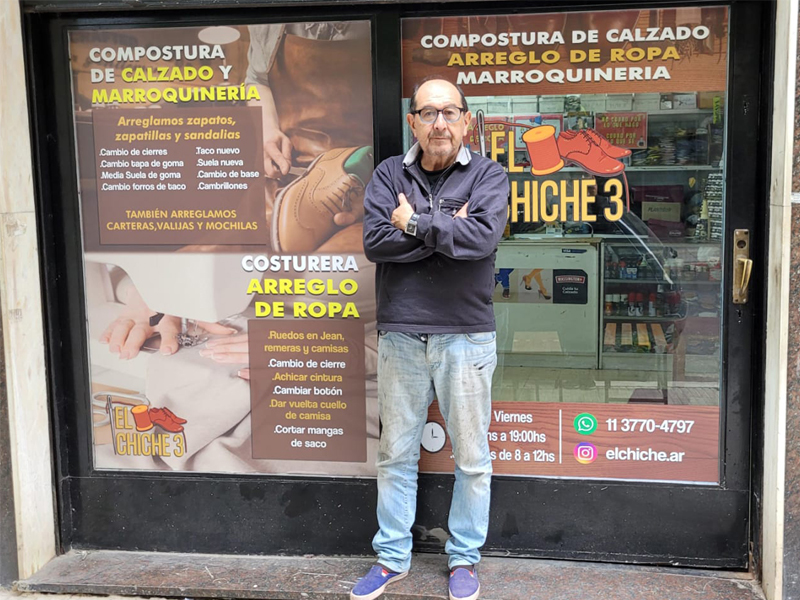 COMPOSTURA
DE CALZADO Y
MARROQUINERÍA
Arreglamos zapatos,
zapatillas y sandalias
.Cambio de cierres
.Cambio tapa de goma
.Media Suela de goma
.Cambio forros de taco
Taco nuevo
.Suela nueva
.Cambio de base
.Cambrillones
TAMBIÉN ARREGLAMOS
CARTERAS,VALIJAS Y MOCHILAS
COSTURERA
ARREGLO
DE ROPA
.Ruedos en Jean,
remeras y camisas
.Cambio de cierre
.Achicar cintura
.Cambiar botón
.Dar vuelta cuello
de camisa
.Cortar mangas
de saco
EL
CHICHE 3
COMPOSTURA DE CALZADO
ARREGLO DE ROPA
MARROQUINERIA
EL
CHICHE 3
Viernes
a 19:00hs
de 8 a 12hs
11 3770-4797
elchiche.ar